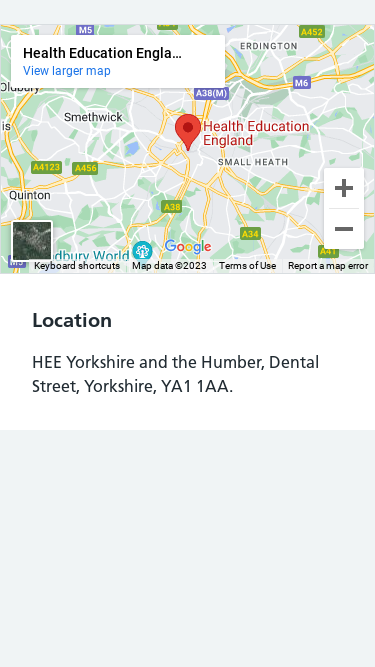 M5
A452
Health Education Engla...
View larger map
ERDINGTON
M6
A38(M)
Oldbury
Smethwick
is
Health Education
England
SMALL HEATH
A4123
A456
Quinton
A38
A34
dbury World
Google
A41
M5
Keyboard shortcuts
Map data ©2023
Terms of Use
Report a map error
Location
HEE Yorkshire and the Humber, Dental
Street, Yorkshire, YA1 1AA.